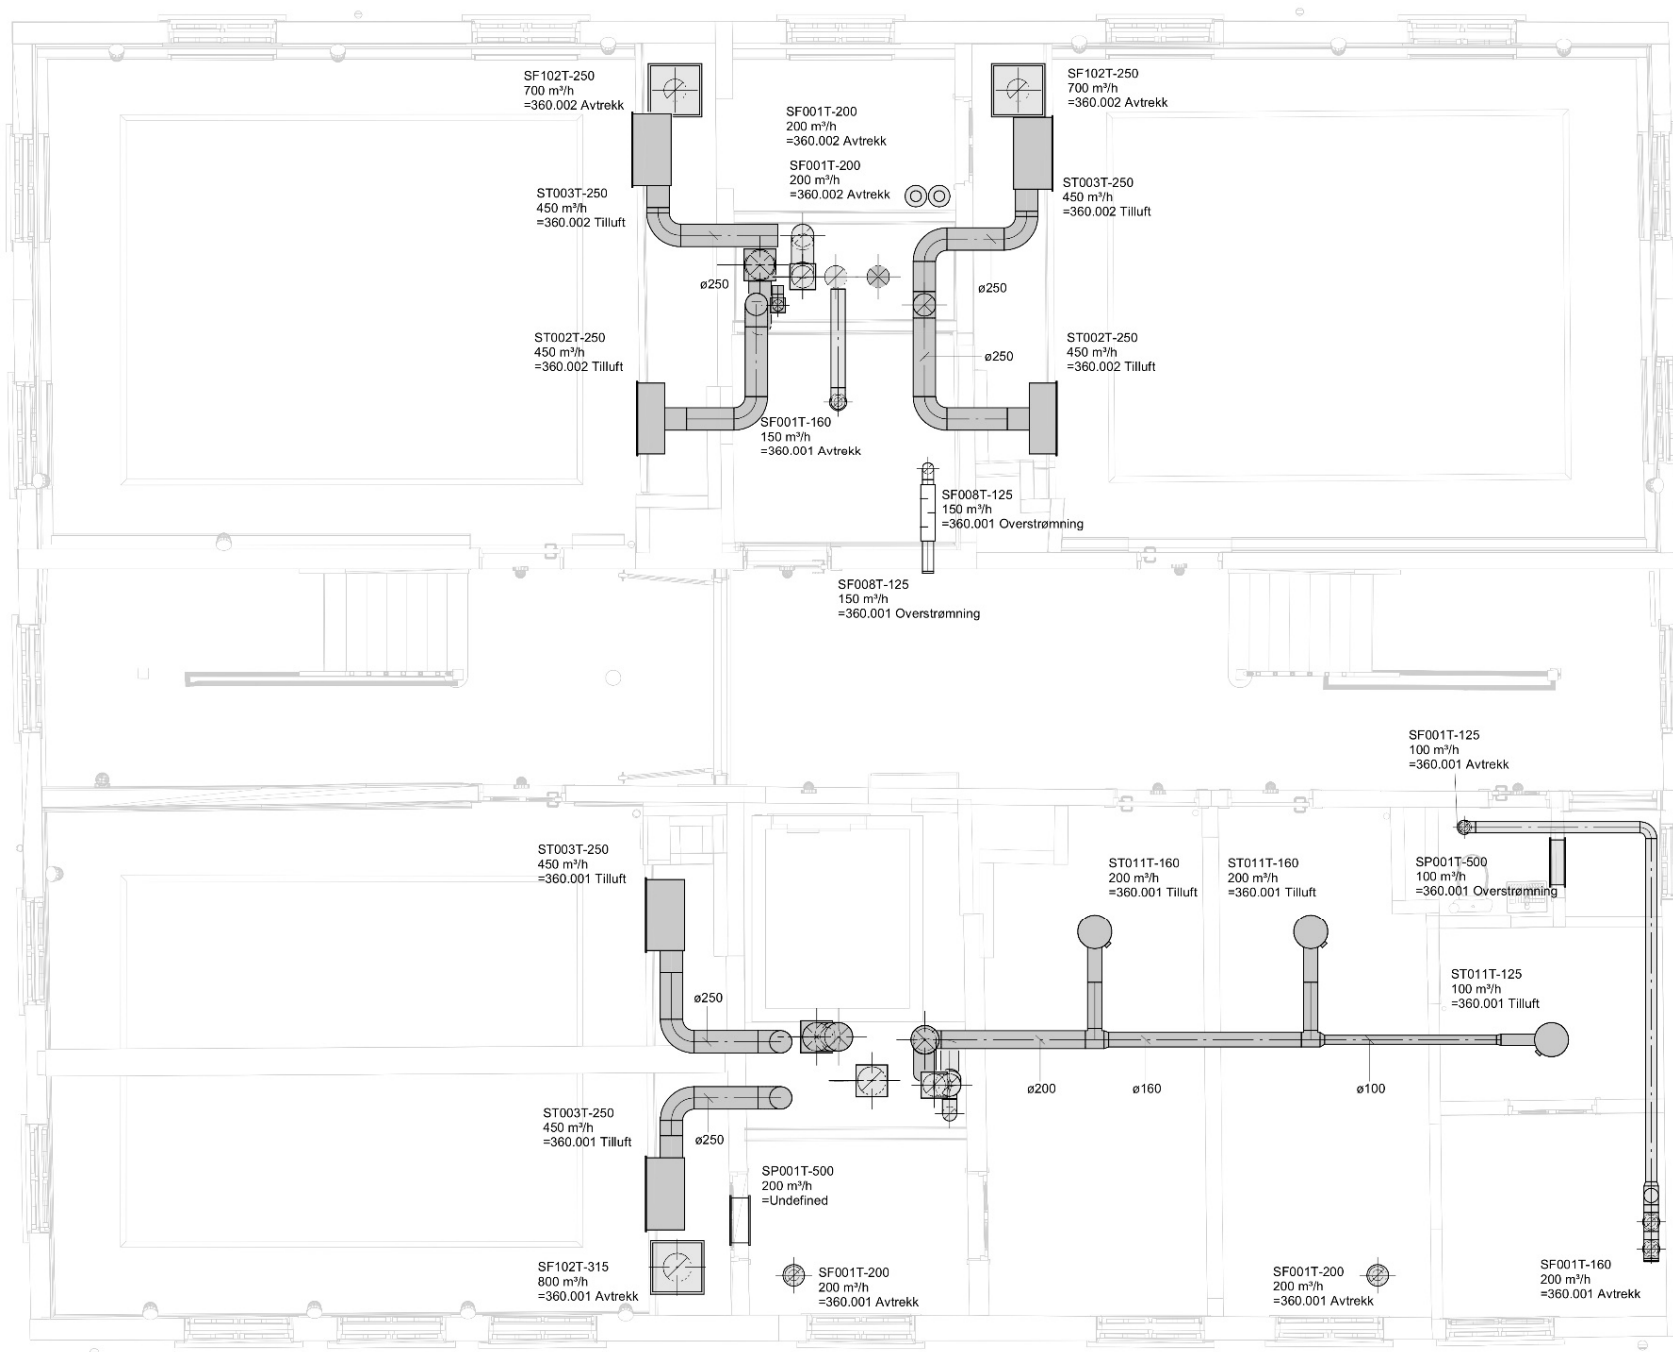 SF102T-250
700 m³/h
=360.002 Avtrekk
SF102T-250
700 m³/h
=360.002 Avtrekk
SF001T-200
200 m³/h
=360.002 Avtrekk
SF001T-200
200 m³/h
=360.002 Avtrekk
ST003T-250
450 m³/h
=360.002 Tilluft
ST003T-250
450 m³/h
=360.002 Tilluft
ø250
ø250
ST002T-250
450 m³/h
=360.002 Tilluft
ø250
ST002T-250
450 m³/h
=360.002 Tilluft
SF001T-160
150 m³/h
=360.001 Avtrekk
SF008T-125
150 m³/h
=360.001 Overstrømning
SF008T-125
150 m³/h
=360.001 Overstrømning
SF001T-125
100 m³/h
=360.001 Avtrekk
ST003T-250
450 m³/h
=360.001 Tilluft
ST011T-160
200 m³/h
=360.001 Tilluft
ST011T-160
200 m³/h
=360.001 Tilluft
SP001T-500
100 m³/h
=360.001 Overstrømning
ø250
ST011T-125
100 m³/h
=360.001 Tilluft
ø200
ø160
ø100
ST003T-250
450 m³/h
=360.001 Tilluft
ø250
SP001T-500
200 m³/h
=Undefined
SF102T-315
800 m³/h
=360.001 Avtrekk
SF001T-200
200 m³/h
=360.001 Avtrekk
SF001T-200
200 m³/h
=360.001 Avtrekk
SF001T-160
200 m³/h
=360.001 Avtrekk